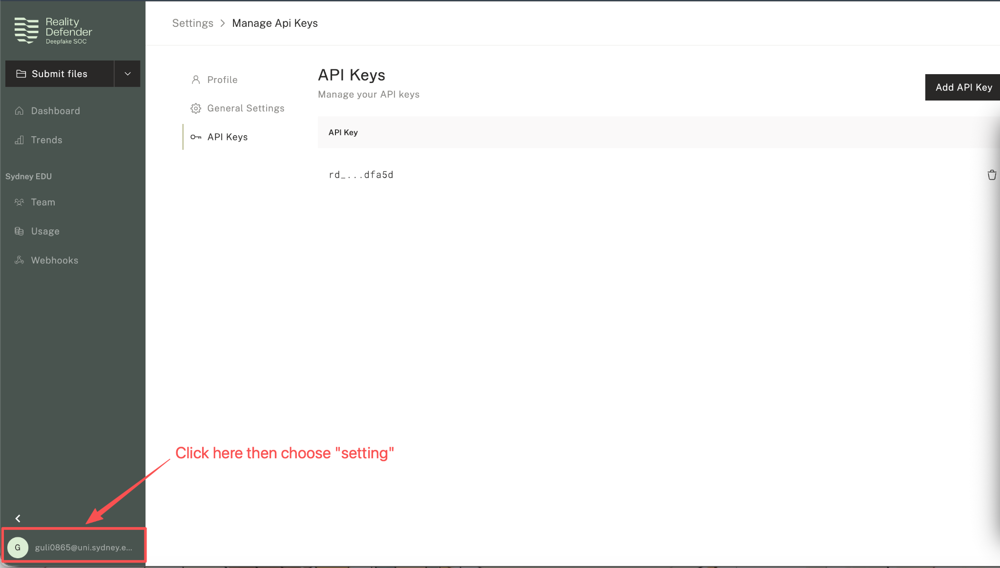 Reality
Defender
Deepfake SOC
Submit files
Dashboard
Trends
Sydney EDU
Team
Usage
Webhooks
guli0865@uni.sydney.e...
G
Settings > Manage Api Keys
Profile
General Settings
API Keys
API Keys
Manage your API keys
Add API Key
API Key
rd_...dfa5d
Click here then choose "setting"